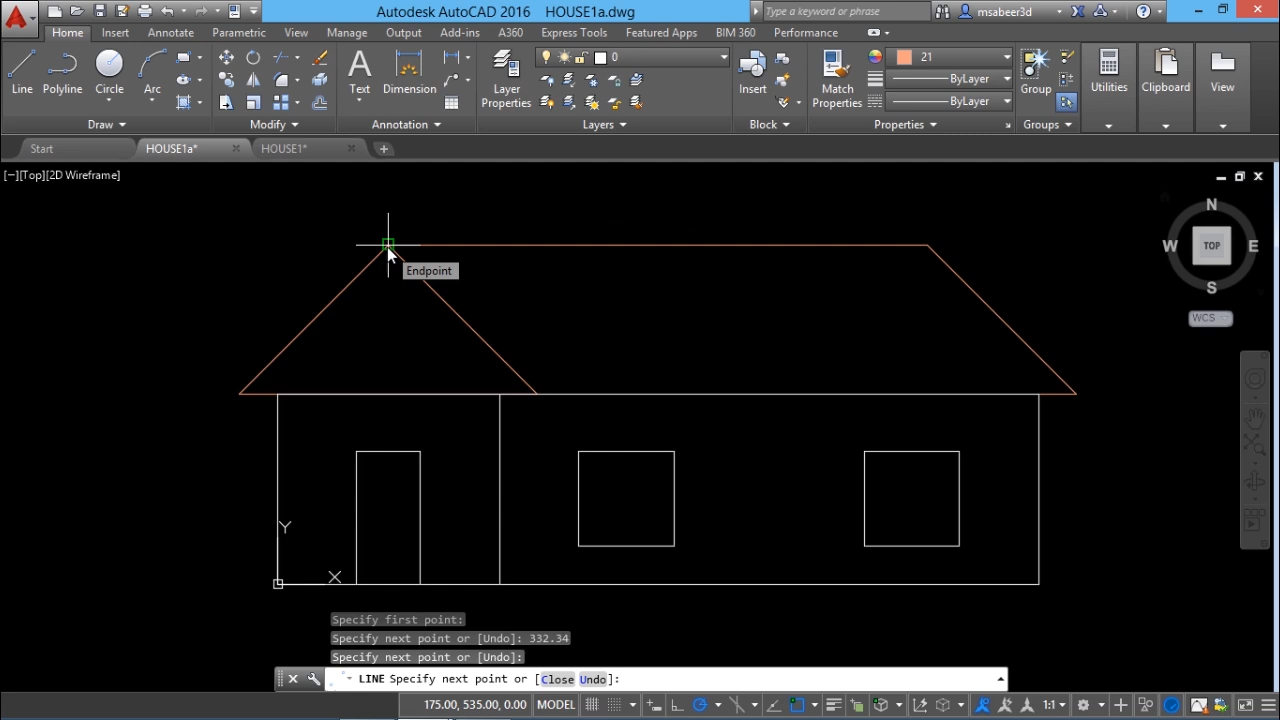 Autodesk AutoCAD 2016 HOUSE1a.dwg
Type a keyword or phrase
msabeer3d
Home Insert Annotate Parametric View Manage Output Add-ins A360 Express Tools Featured Apps BIM 360 Performance
0
21
ByLayer
ByLayer
Line Polyline Circle Arc Text Dimension Layer Properties Insert Match Properties Group Utilities Clipboard View
Draw Modify Annotation Layers Block Properties Groups
Start HOUSE1a* HOUSE1*
[−][Top][2D Wireframe]
N
W TOP E
S
WCS
Endpoint
Y
X
Specify first point:
Specify next point or [Undo]: 332.34
Specify next point or [Undo]:
LINE Specify next point or [Close Undo]:
175.00, 535.00, 0.00 MODEL 1:1